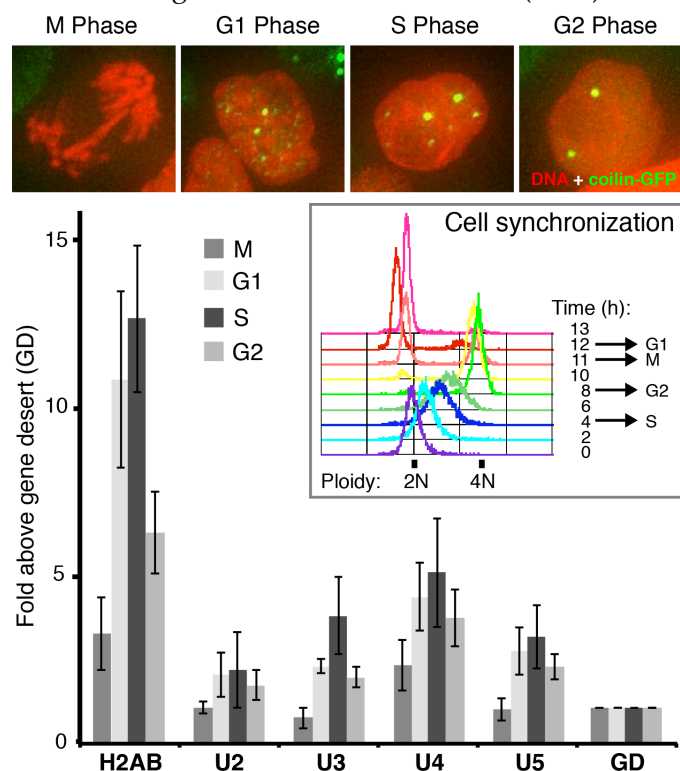 M Phase G1 Phase S Phase G2 Phase
DNA + coilin-GFP
Cell synchronization
Time (h):
13
12 G1
11 M
10
8 G2
6
4 S
2
0
Ploidy: 2N 4N
M
G1
S
G2
Fold above gene desert (GD)
15
10
5
0
H2AB U2 U3 U4 U5 GD